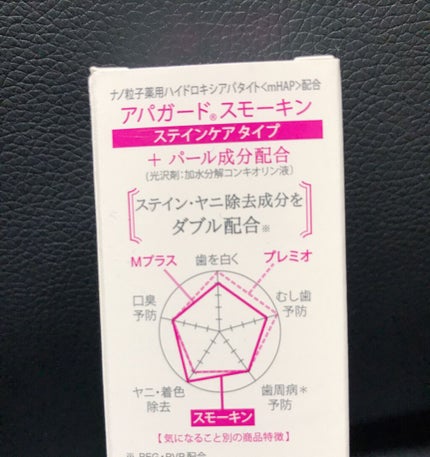 ナノ粒子薬用ハイドロキシアパタイト<mHAP>配合
アパガード® スモーキン
ステインケア タイプ
+ パール成分配合
(光沢剤:加水分解コンキオリン液)
ステイン・ヤニ除去成分を
ダブル配合※
Mプラス
歯を白く
プレミオ
口臭
予防
むし歯
予防
ヤニ・着色
除去
歯周病*
予防
スモーキン
【気になること別の商品特徴】
※ PEG・PVP配合